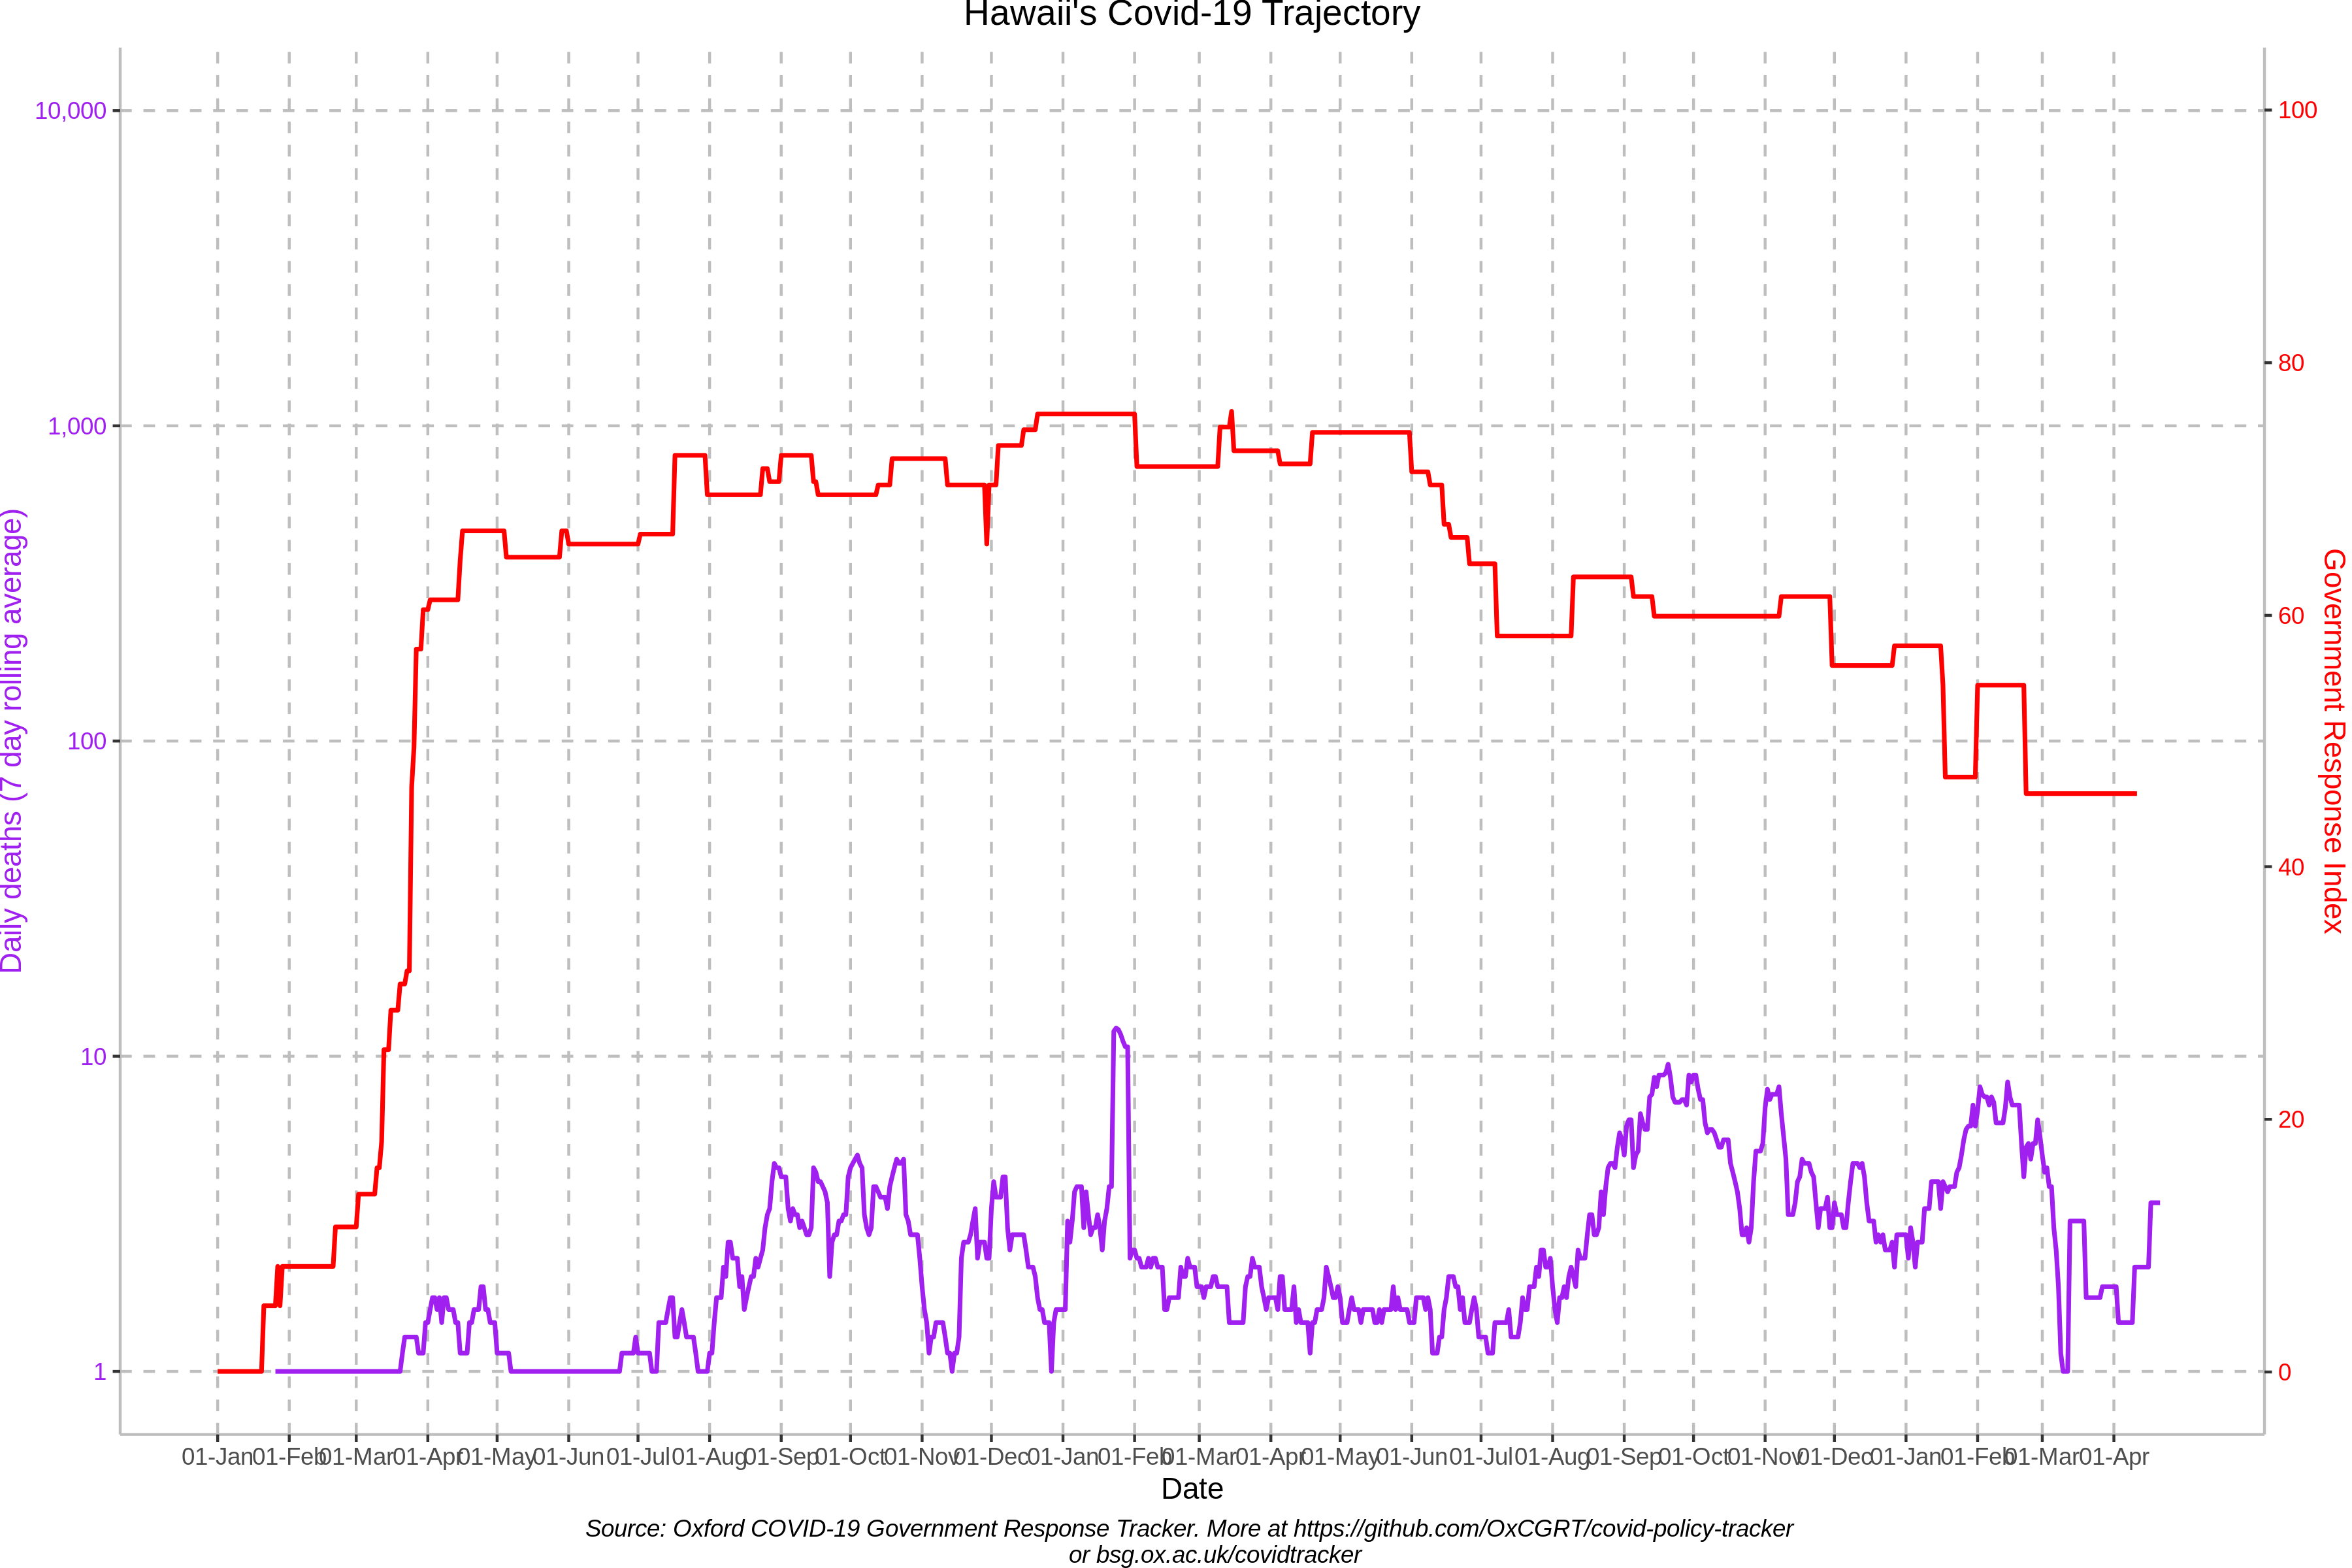 Hawaii's Covid-19 Trajectory
10,000
1,000
100
10
1
Daily deaths (7 day rolling average)
100
80
60
40
20
0
Government Response Index
01-Jan 01-Feb 01-Mar 01-Apr 01-May 01-Jun 01-Jul 01-Aug 01-Sep 01-Oct 01-Nov 01-Dec 01-Jan 01-Feb 01-Mar 01-Apr 01-May 01-Jun 01-Jul 01-Aug 01-Sep 01-Oct 01-Nov 01-Dec 01-Jan 01-Feb 01-Mar 01-Apr
Date
Source: Oxford COVID-19 Government Response Tracker. More at https://github.com/OxCGRT/covid-policy-tracker
or bsg.ox.ac.uk/covidtracker